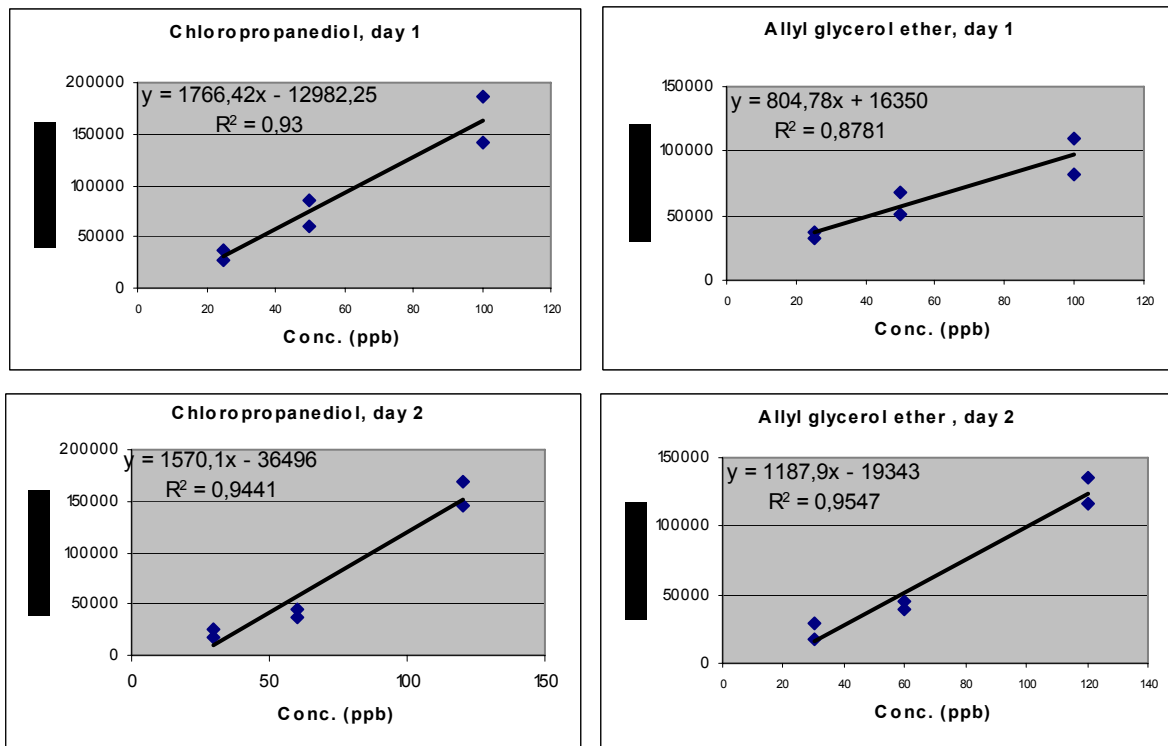 Chloropropanediol, day 1
y = 1766,42x - 12982,25
R² = 0,93
200000
150000
100000
50000
0
0 20 40 60 80 100 120
Conc. (ppb)
Allyl glycerol ether, day 1
y = 804,78x + 16350
R² = 0,8781
150000
100000
50000
0
0 20 40 60 80 100 120
Conc. (ppb)
Chloropropanediol, day 2
y = 1570,1x - 36496
R² = 0,9441
200000
150000
100000
50000
0
0 50 100 150
Conc. (ppb)
Allyl glycerol ether , day 2
y = 1187,9x - 19343
R² = 0,9547
150000
100000
50000
0
0 20 40 60 80 100 120 140
Conc. (ppb)